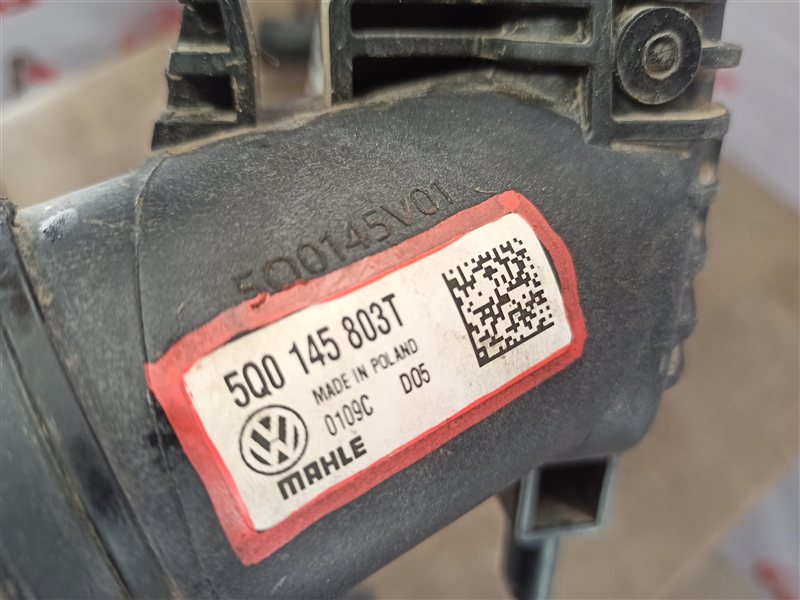 5Q0145V01
5Q0 145 803T
MADE IN POLAND
0109C D05
MAHLE